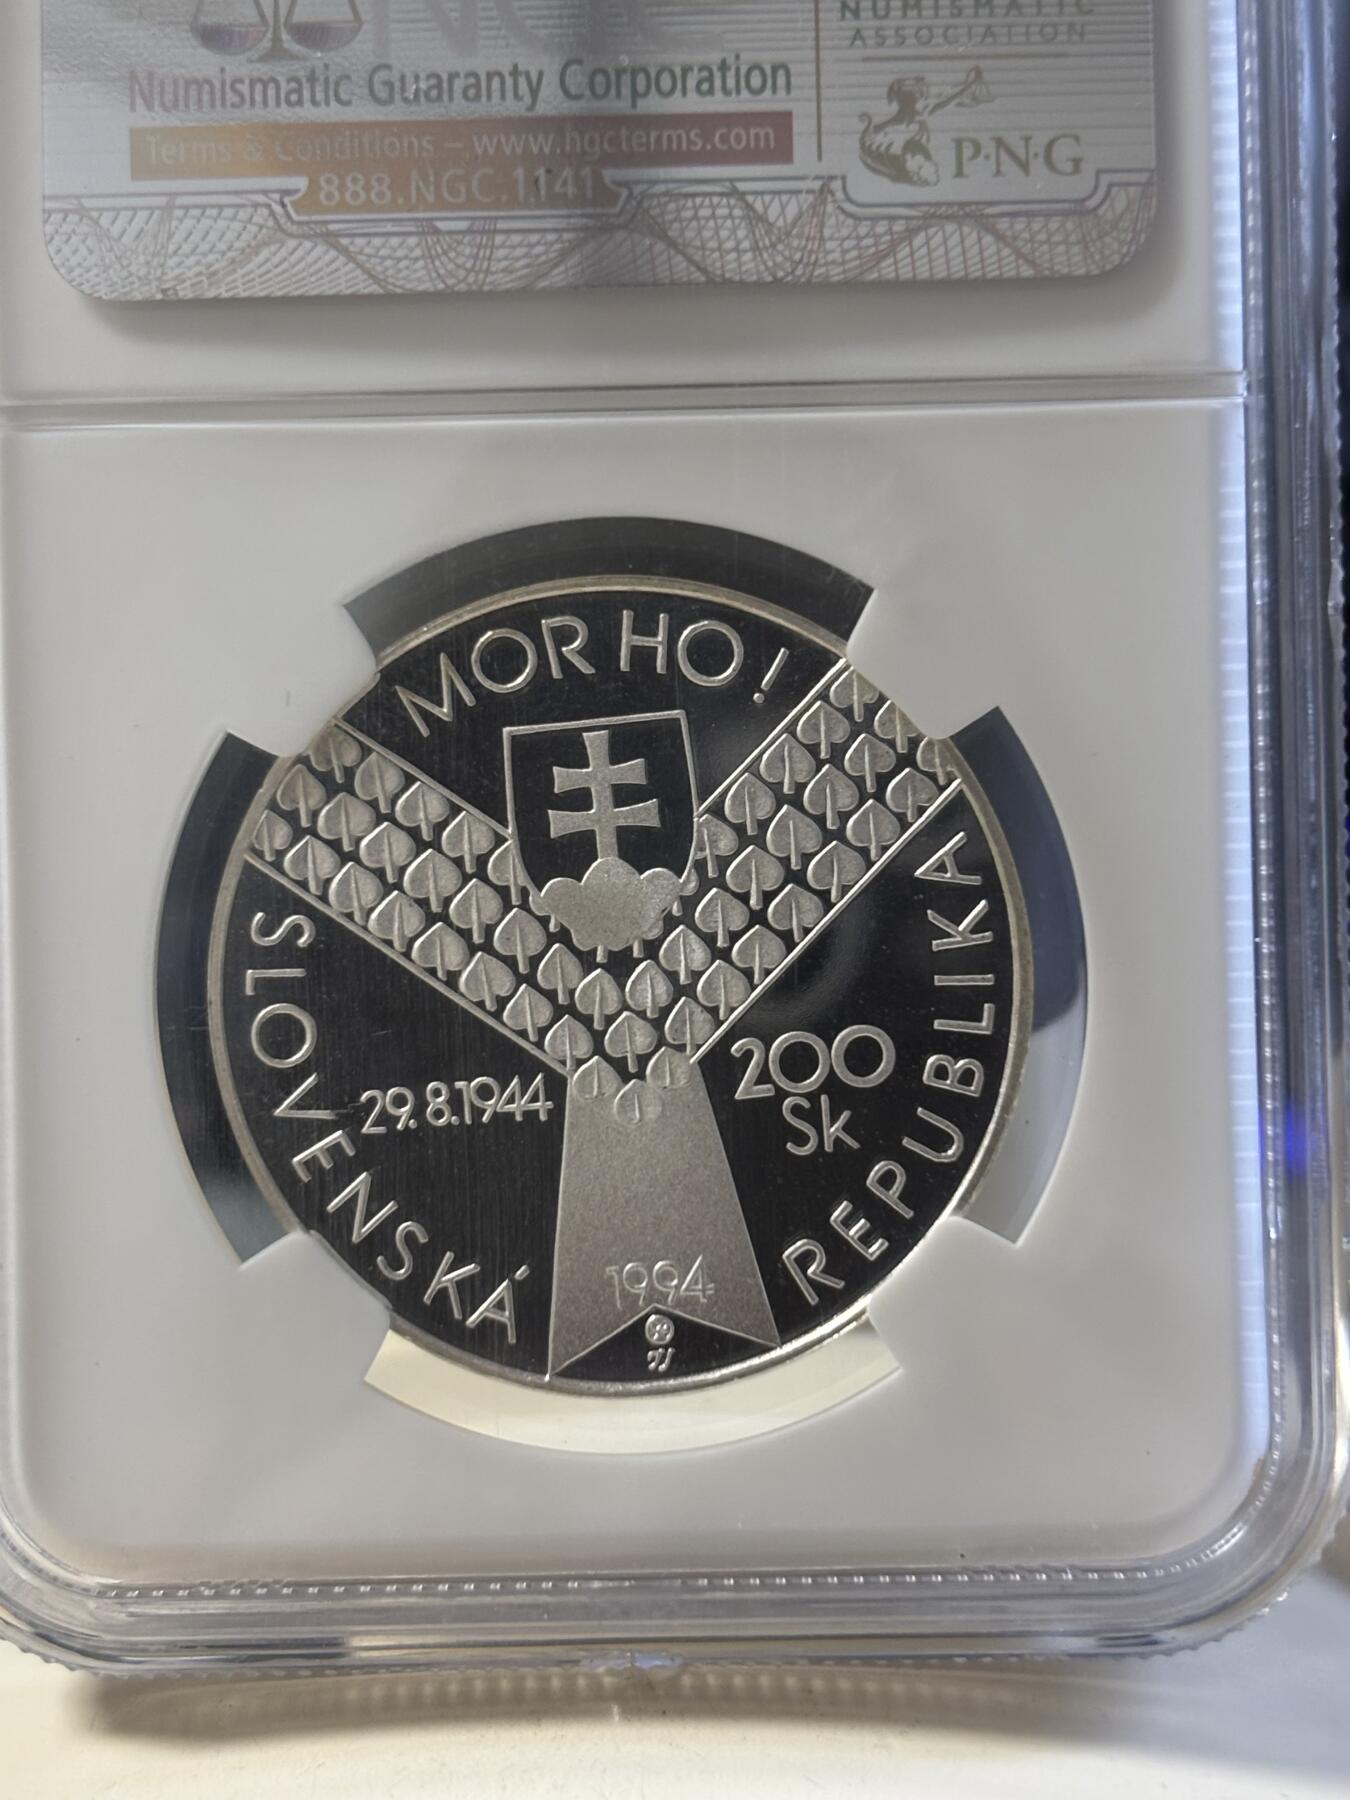 NUMISMATIC
ASSOCIATION
Numismatic Guaranty Corporation
Terms & Conditions – www.ngcterms.com
888.NGC.1141
P·N·G
MOR HO!
SLOVENSKÁ
REPUBLIKA
29.8.1944
200
Sk
1994